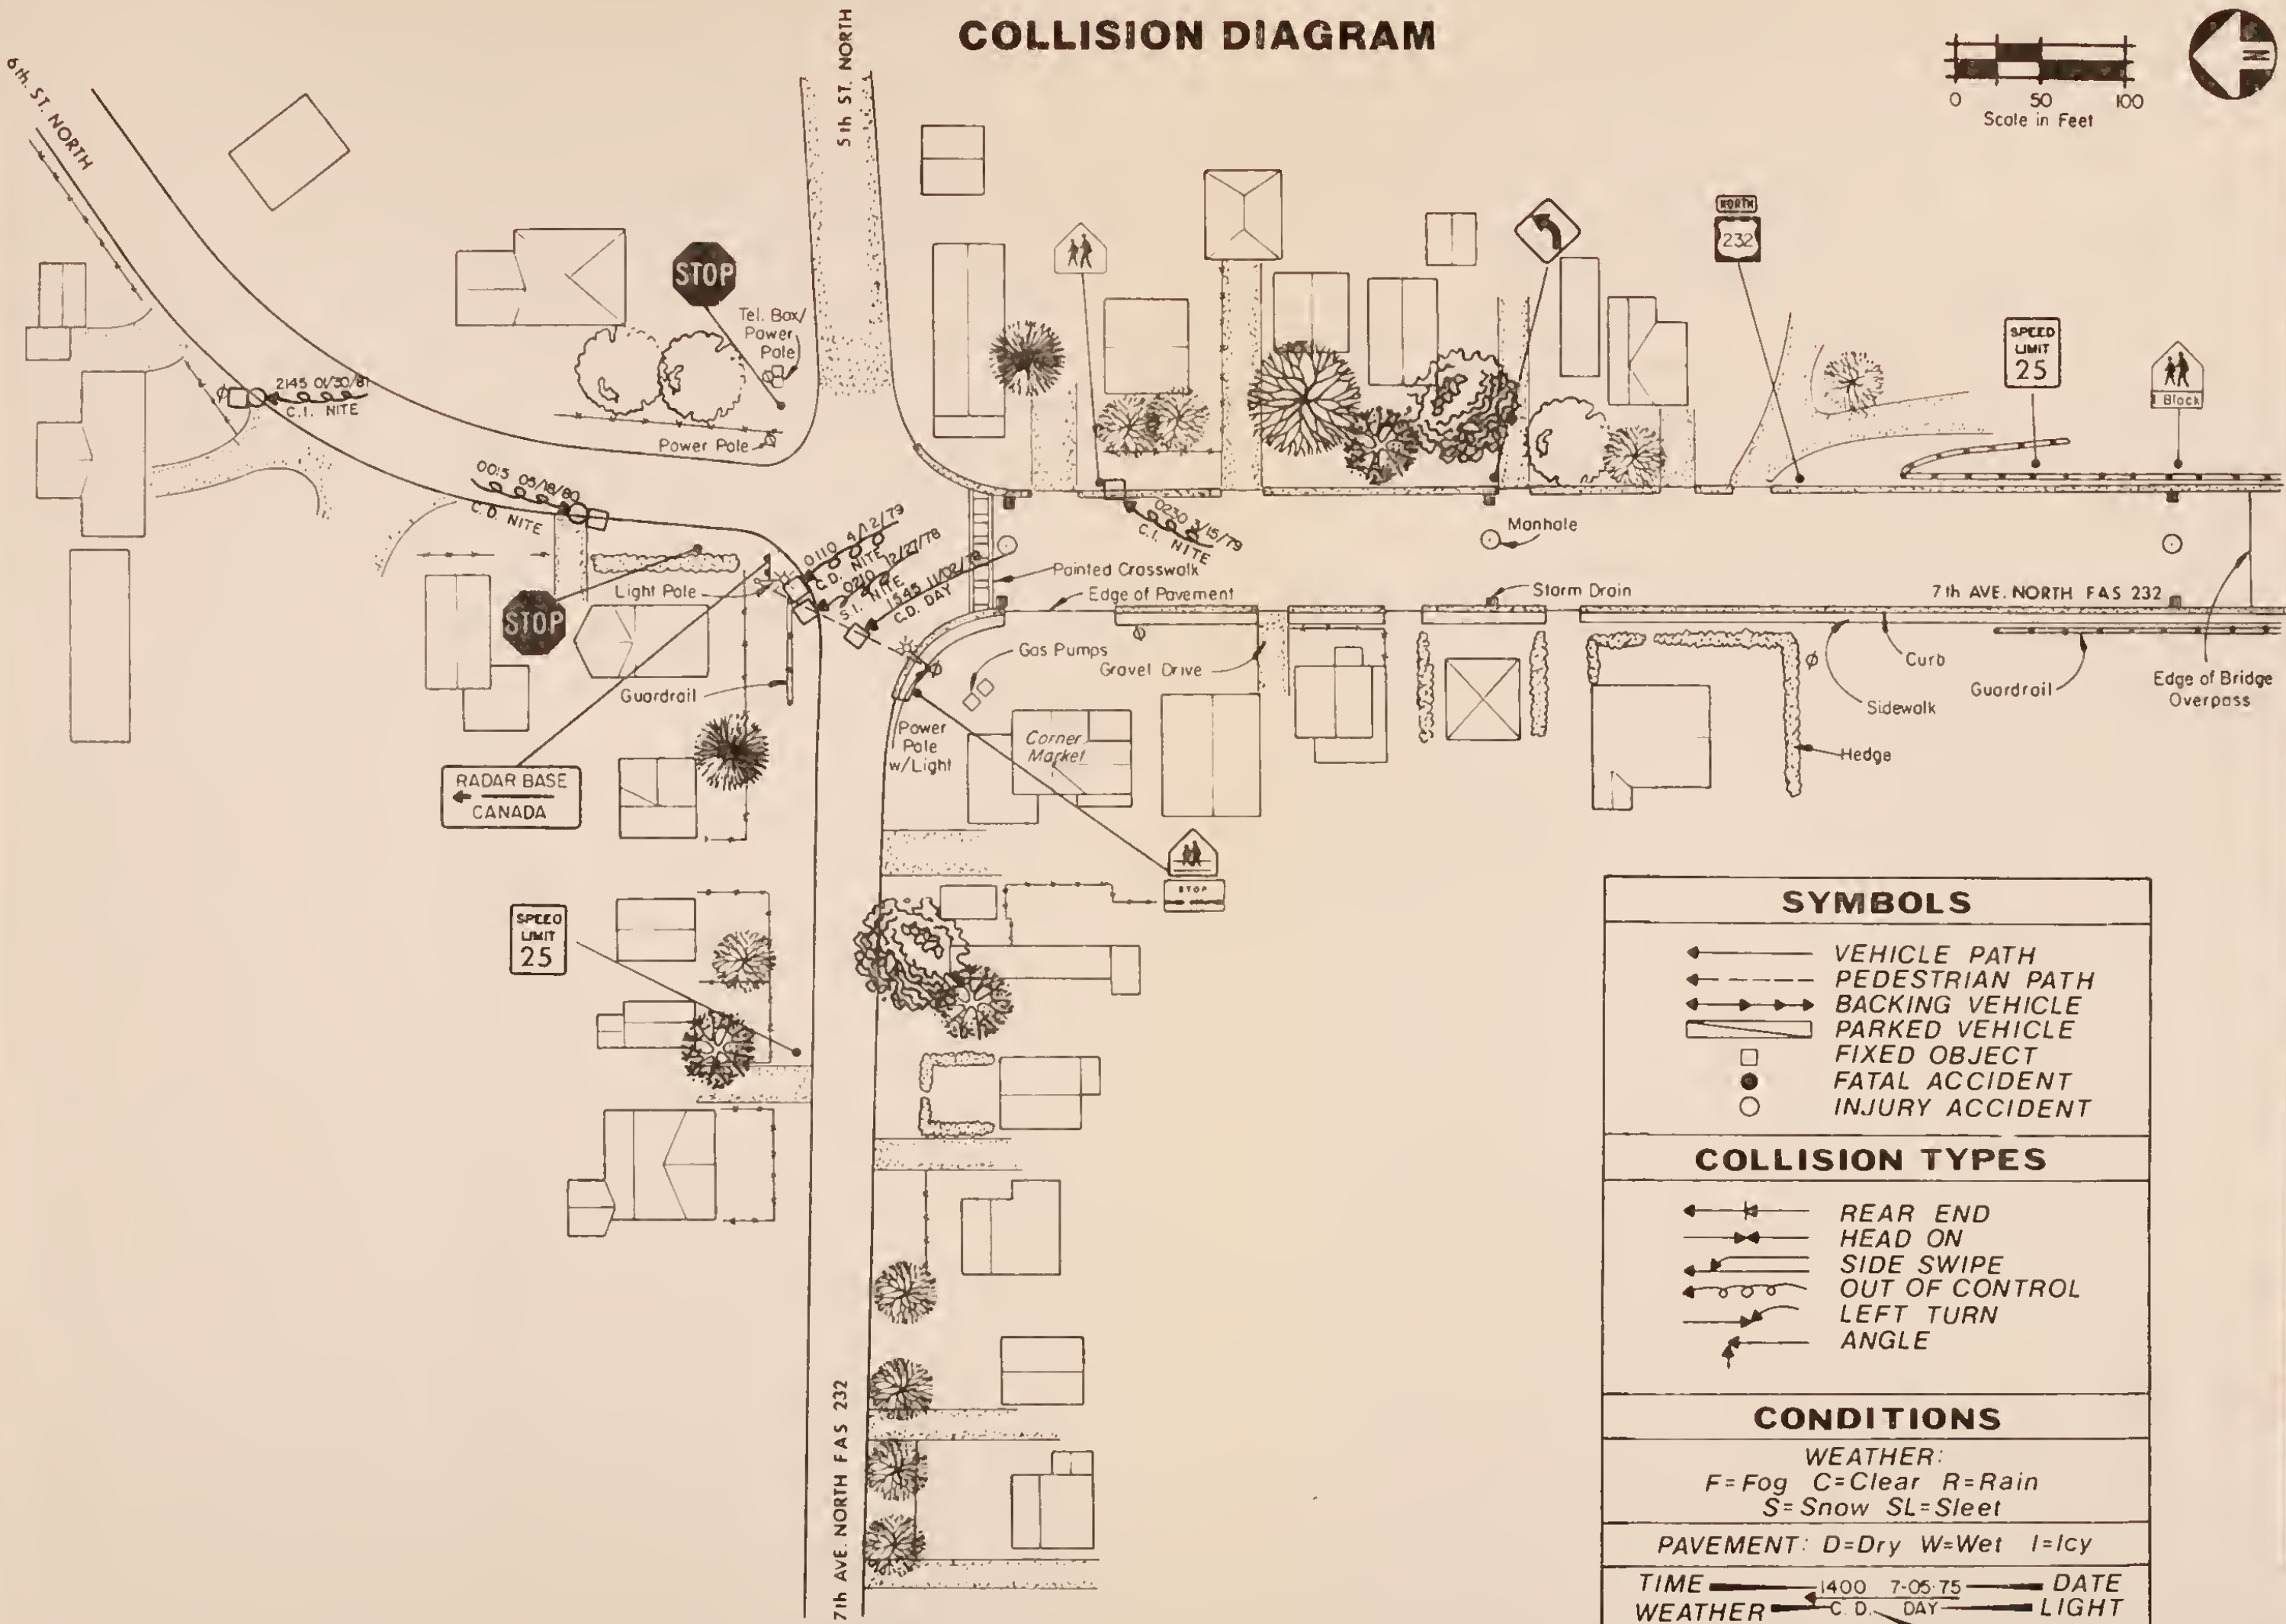 COLLISION DIAGRAM
N
0 50 100
Scale in Feet
6th. ST. NORTH
5th ST. NORTH
STOP
Tel. Box/
Power
Pole
Power Pole
NORTH
232
SPEED
LIMIT
25
1 Block
2145 01/30/81
C.I. NITE
0015 05/18/80
C.D. NITE
0110 4/12/79
C.D. NITE
0210 12/27/78
S.I. NITE
1545 11/02/78
C.D. DAY
0230 3/15/79
C.I. NITE
Manhole
Painted Crosswalk
Edge of Pavement
Storm Drain
7th AVE. NORTH FAS 232
Light Pole
STOP
Guardrail
Gas Pumps
Gravel Drive
Curb
Sidewalk
Guardrail
Edge of Bridge
Overpass
Hedge
Power
Pole
w/Light
Corner
Market
RADAR BASE
CANADA
STOP
SPEED
LIMIT
25
7th AVE. NORTH FAS 232
SYMBOLS
VEHICLE PATH
PEDESTRIAN PATH
BACKING VEHICLE
PARKED VEHICLE
FIXED OBJECT
FATAL ACCIDENT
INJURY ACCIDENT
COLLISION TYPES
REAR END
HEAD ON
SIDE SWIPE
OUT OF CONTROL
LEFT TURN
ANGLE
CONDITIONS
WEATHER:
F=Fog C=Clear R=Rain
S=Snow SL=Sleet
PAVEMENT: D=Dry W=Wet I=Icy
TIME 1400 7-05-75 DATE
WEATHER C. D. DAY LIGHT